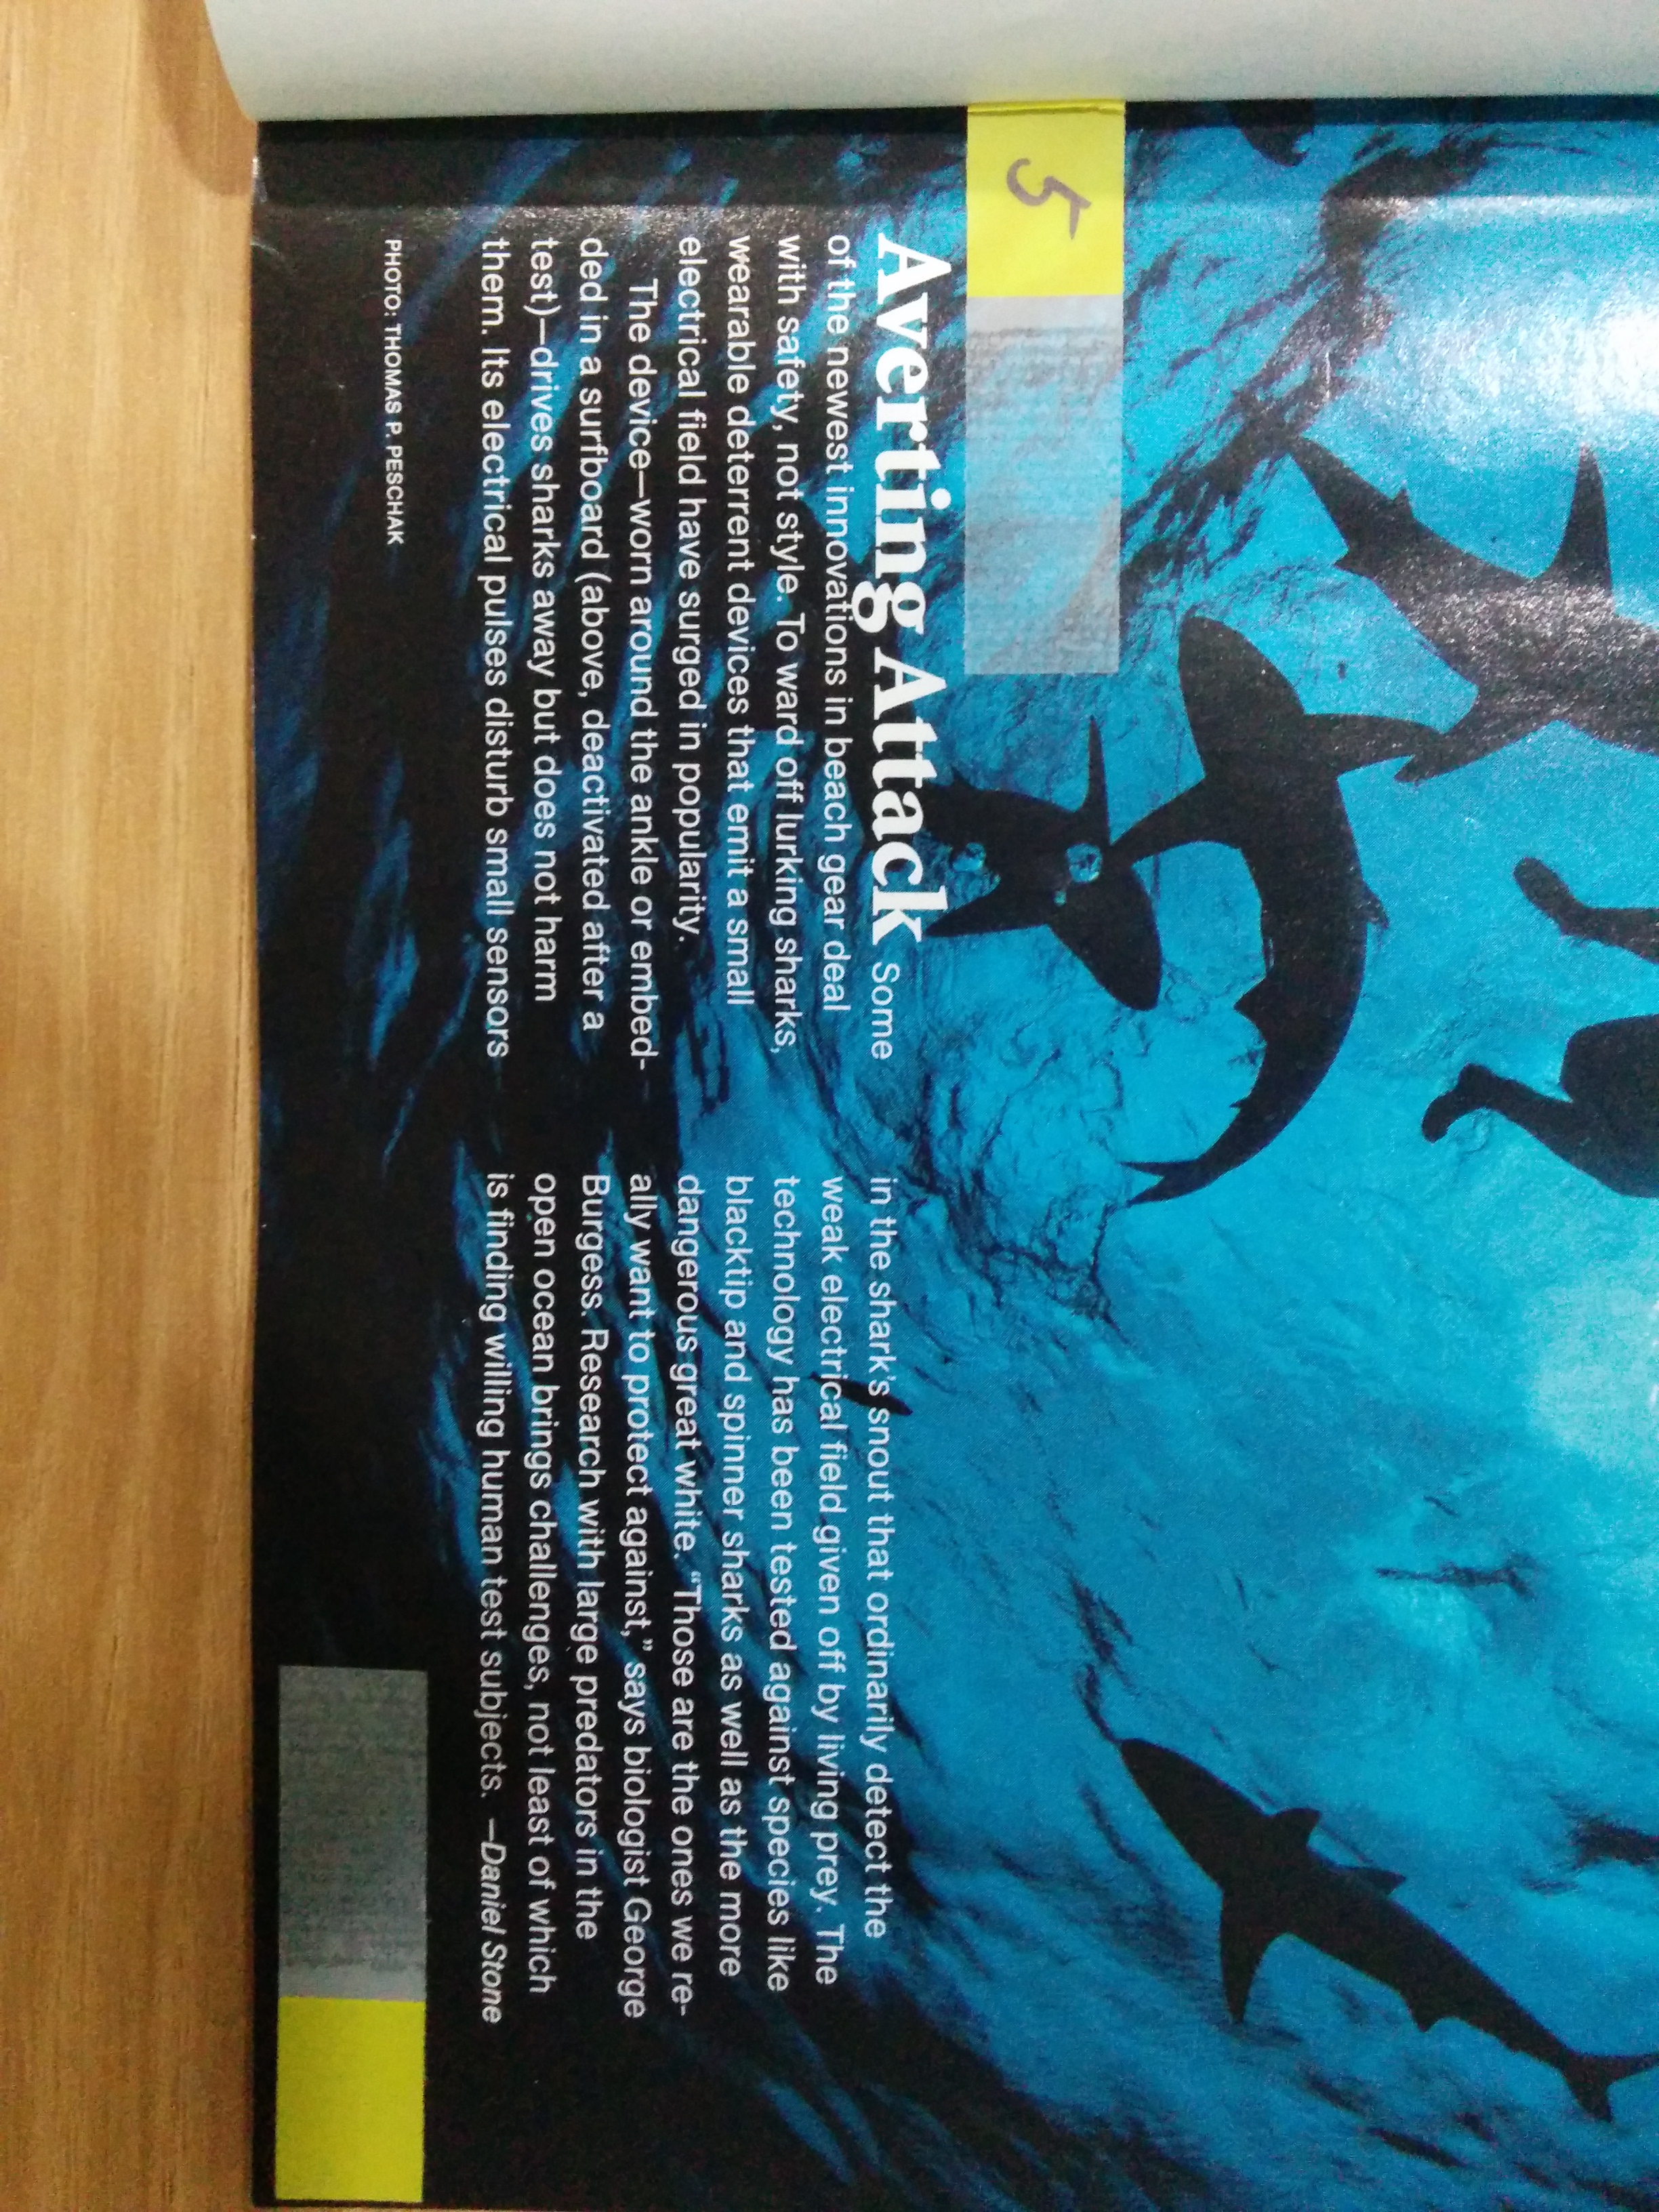 5
Averting Attack Some
of the newest innovations in beach gear deal
with safety, not style. To ward off lurking sharks,
wearable deterrent devices that emit a small
electrical field have surged in popularity.
The device—worn around the ankle or embed-
ded in a surfboard (above, deactivated after a
test)—drives sharks away but does not harm
them. Its electrical pulses disturb small sensors
in the shark's snout that ordinarily detect the
weak electrical field given off by living prey. The
technology has been tested against species like
blacktip and spinner sharks as well as the more
dangerous great white. “Those are the ones we re-
ally want to protect against,” says biologist George
Burgess. Research with large predators in the
open ocean brings challenges, not least of which
is finding willing human test subjects. —Daniel Stone
PHOTO: THOMAS P. PESCHAK